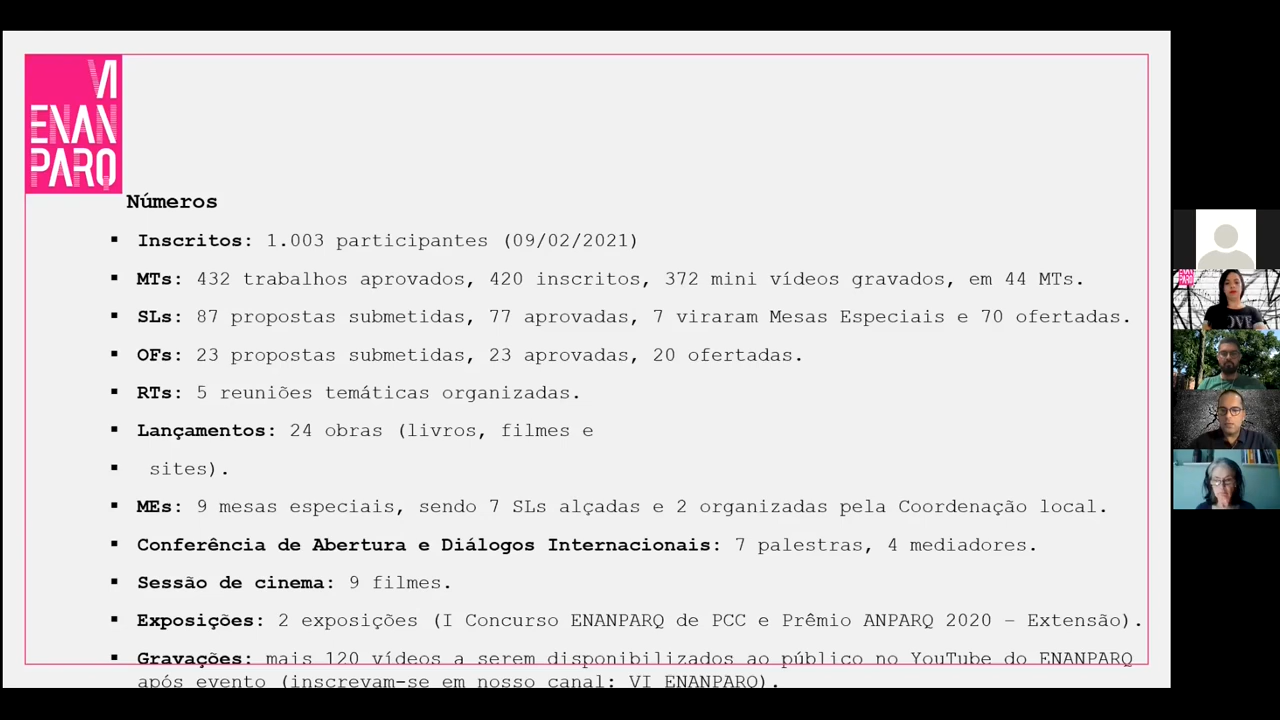 VI
ENAN
PARQ
Números
▪ Inscritos: 1.003 participantes (09/02/2021)
▪ MTs: 432 trabalhos aprovados, 420 inscritos, 372 mini vídeos gravados, em 44 MTs.
▪ SLs: 87 propostas submetidas, 77 aprovadas, 7 viraram Mesas Especiais e 70 ofertadas.
▪ OFs: 23 propostas submetidas, 23 aprovadas, 20 ofertadas.
▪ RTs: 5 reuniões temáticas organizadas.
▪ Lançamentos: 24 obras (livros, filmes e
▪ sites).
▪ MEs: 9 mesas especiais, sendo 7 SLs alçadas e 2 organizadas pela Coordenação local.
▪ Conferência de Abertura e Diálogos Internacionais: 7 palestras, 4 mediadores.
▪ Sessão de cinema: 9 filmes.
▪ Exposições: 2 exposições (I Concurso ENANPARQ de PCC e Prêmio ANPARQ 2020 – Extensão).
▪ Gravações: mais 120 vídeos a serem disponibilizados ao público no YouTube do ENANPARQ
após evento (inscrevam-se em nosso canal: VI ENANPARQ).